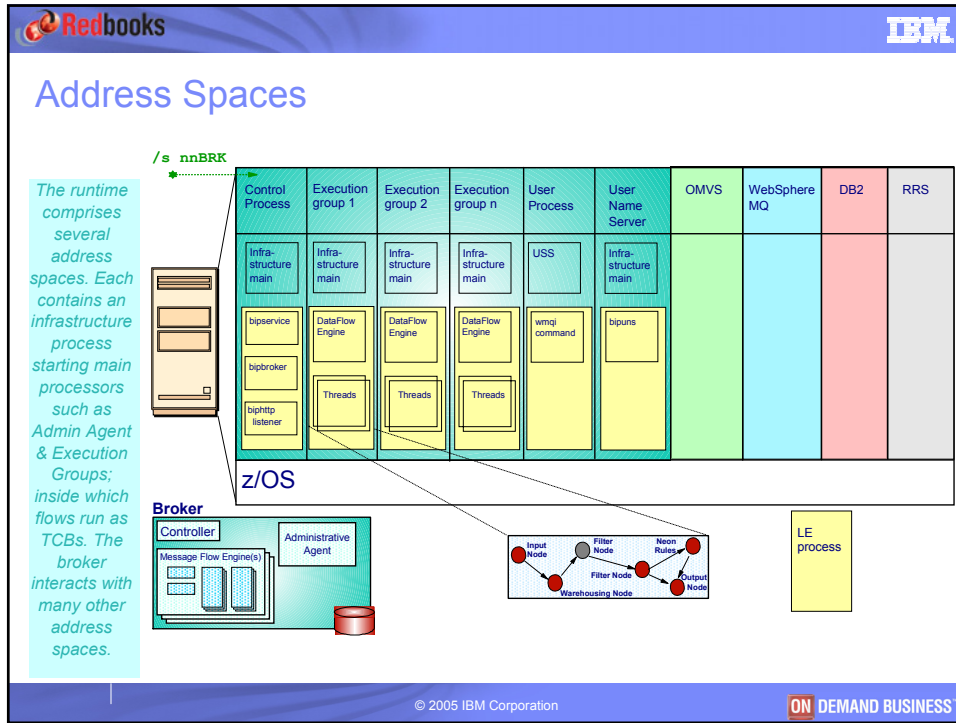 Redbooks
IBM
Address Spaces
/s nnBRK
The runtime
comprises
several
address
spaces. Each
contains an
infrastructure
process
starting main
processors
such as
Admin Agent
& Execution
Groups;
inside which
flows run as
TCBs. The
broker
interacts with
many other
address
spaces.
Control
Process
Execution
group 1
Execution
group 2
Execution
group n
User
Process
User
Name
Server
OMVS
WebSphere
MQ
DB2
RRS
Infra-
structure
main
Infra-
structure
main
Infra-
structure
main
Infra-
structure
main
USS
Infra-
structure
main
bipservice
bipbroker
biphttp
listener
DataFlow
Engine
Threads
DataFlow
Engine
Threads
DataFlow
Engine
Threads
wmqi
command
bipuns
z/OS
Broker
Controller
Message Flow Engine(s)
Administrative
Agent
Input
Node
Filter
Node
Neon
Rules
Filter Node
Warehousing Node
Output
Node
LE
process
© 2005 IBM Corporation
ON DEMAND BUSINESS™